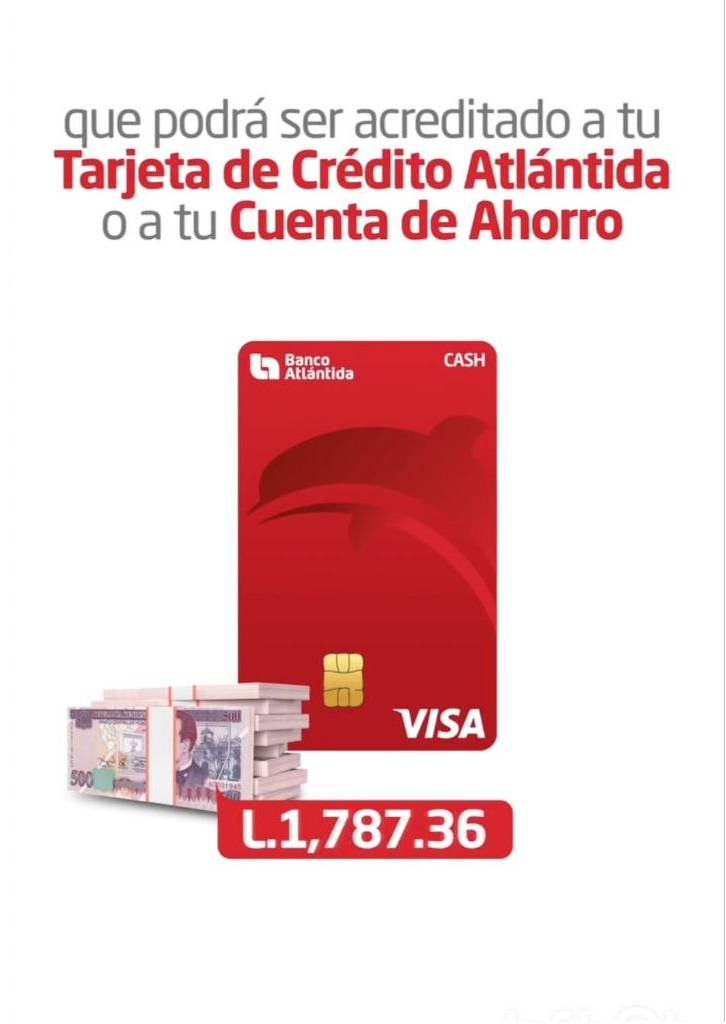 que podrá ser acreditado a tu
Tarjeta de Crédito Atlántida
o a tu Cuenta de Ahorro
Banco
Atlántida
CASH
VISA
500
500
L.1,787.36